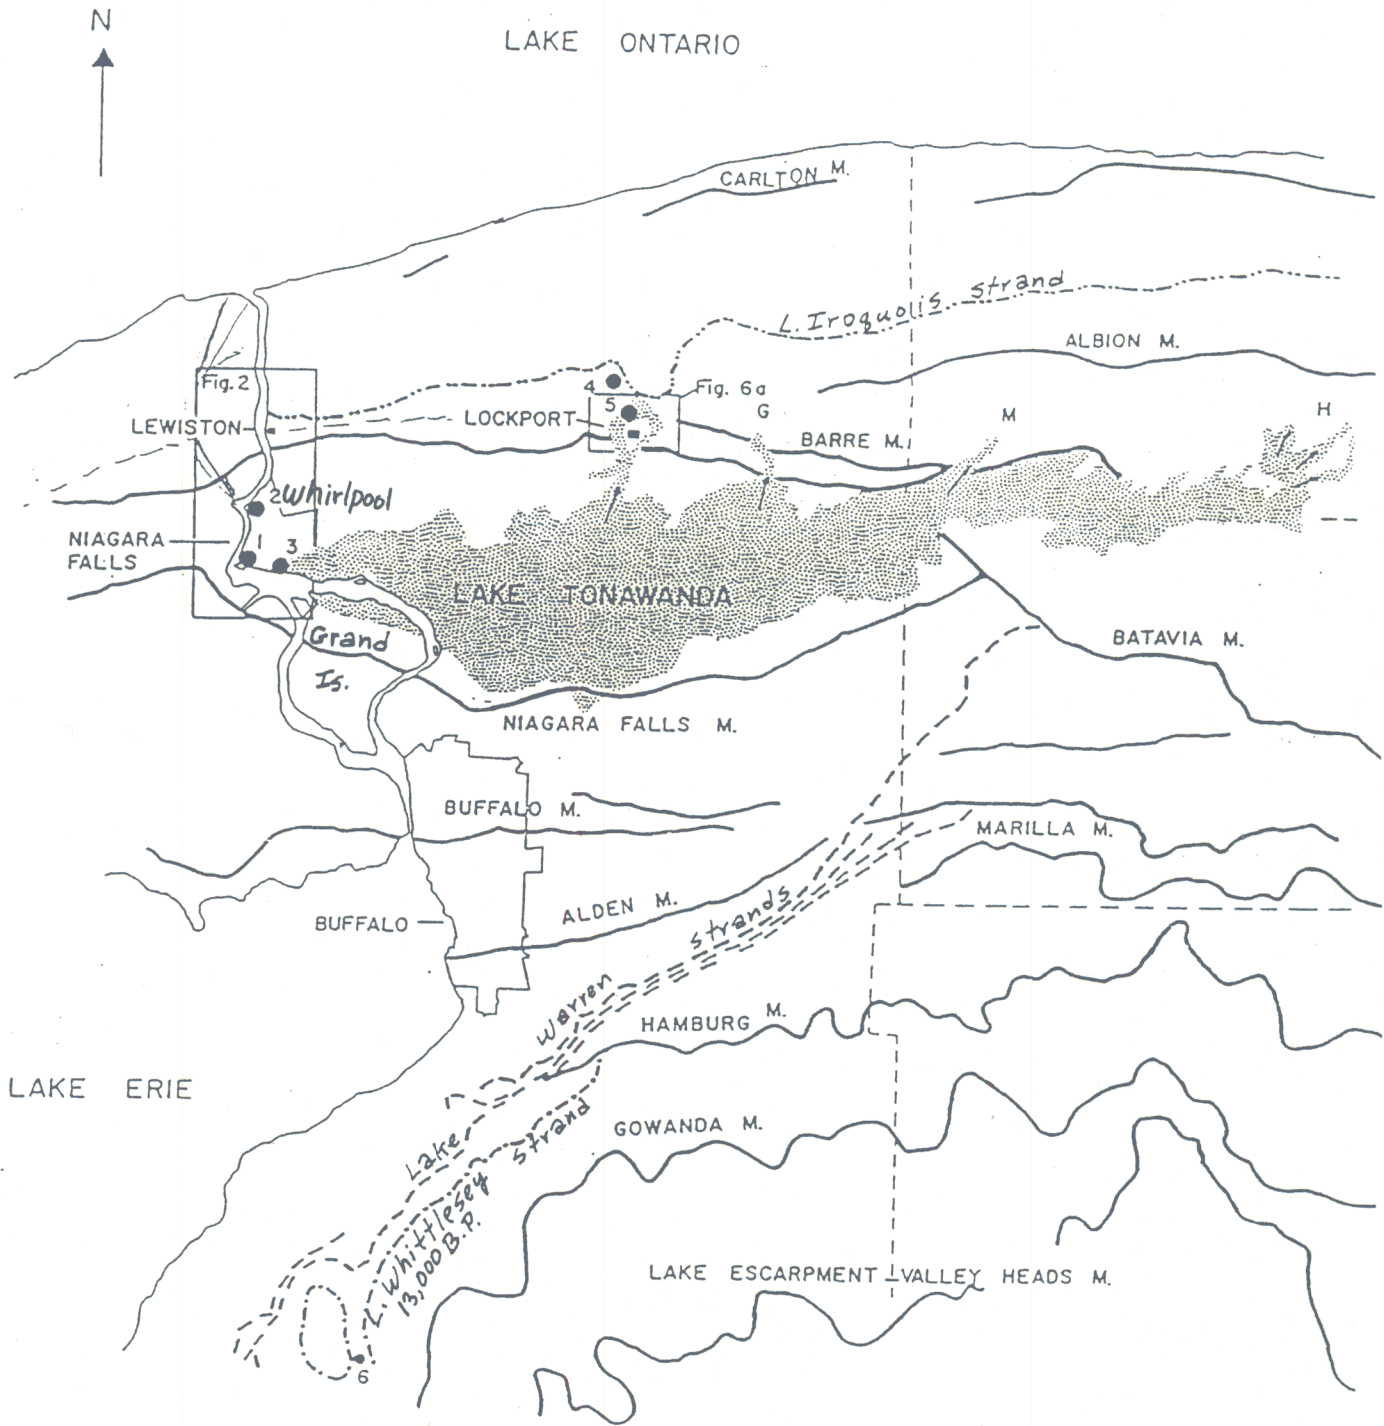 N
LAKE ONTARIO
CARLTON M.
L. Iroquolis strand
ALBION M.
Fig. 2
4
Fig. 6a
5
G
M
H
LEWISTON
LOCKPORT
BARRE M.
2 Whirlpool
NIAGARA
FALLS
1
3
LAKE TONAWANDA
Grand
Is.
BATAVIA M.
NIAGARA FALLS M.
BUFFALO M.
MARILLA M.
ALDEN M.
BUFFALO
Lake Warren strands
HAMBURG M.
LAKE ERIE
GOWANDA M.
L. Whittlesey strand
13,000 B.P.
LAKE ESCARPMENT - VALLEY HEADS M.
6